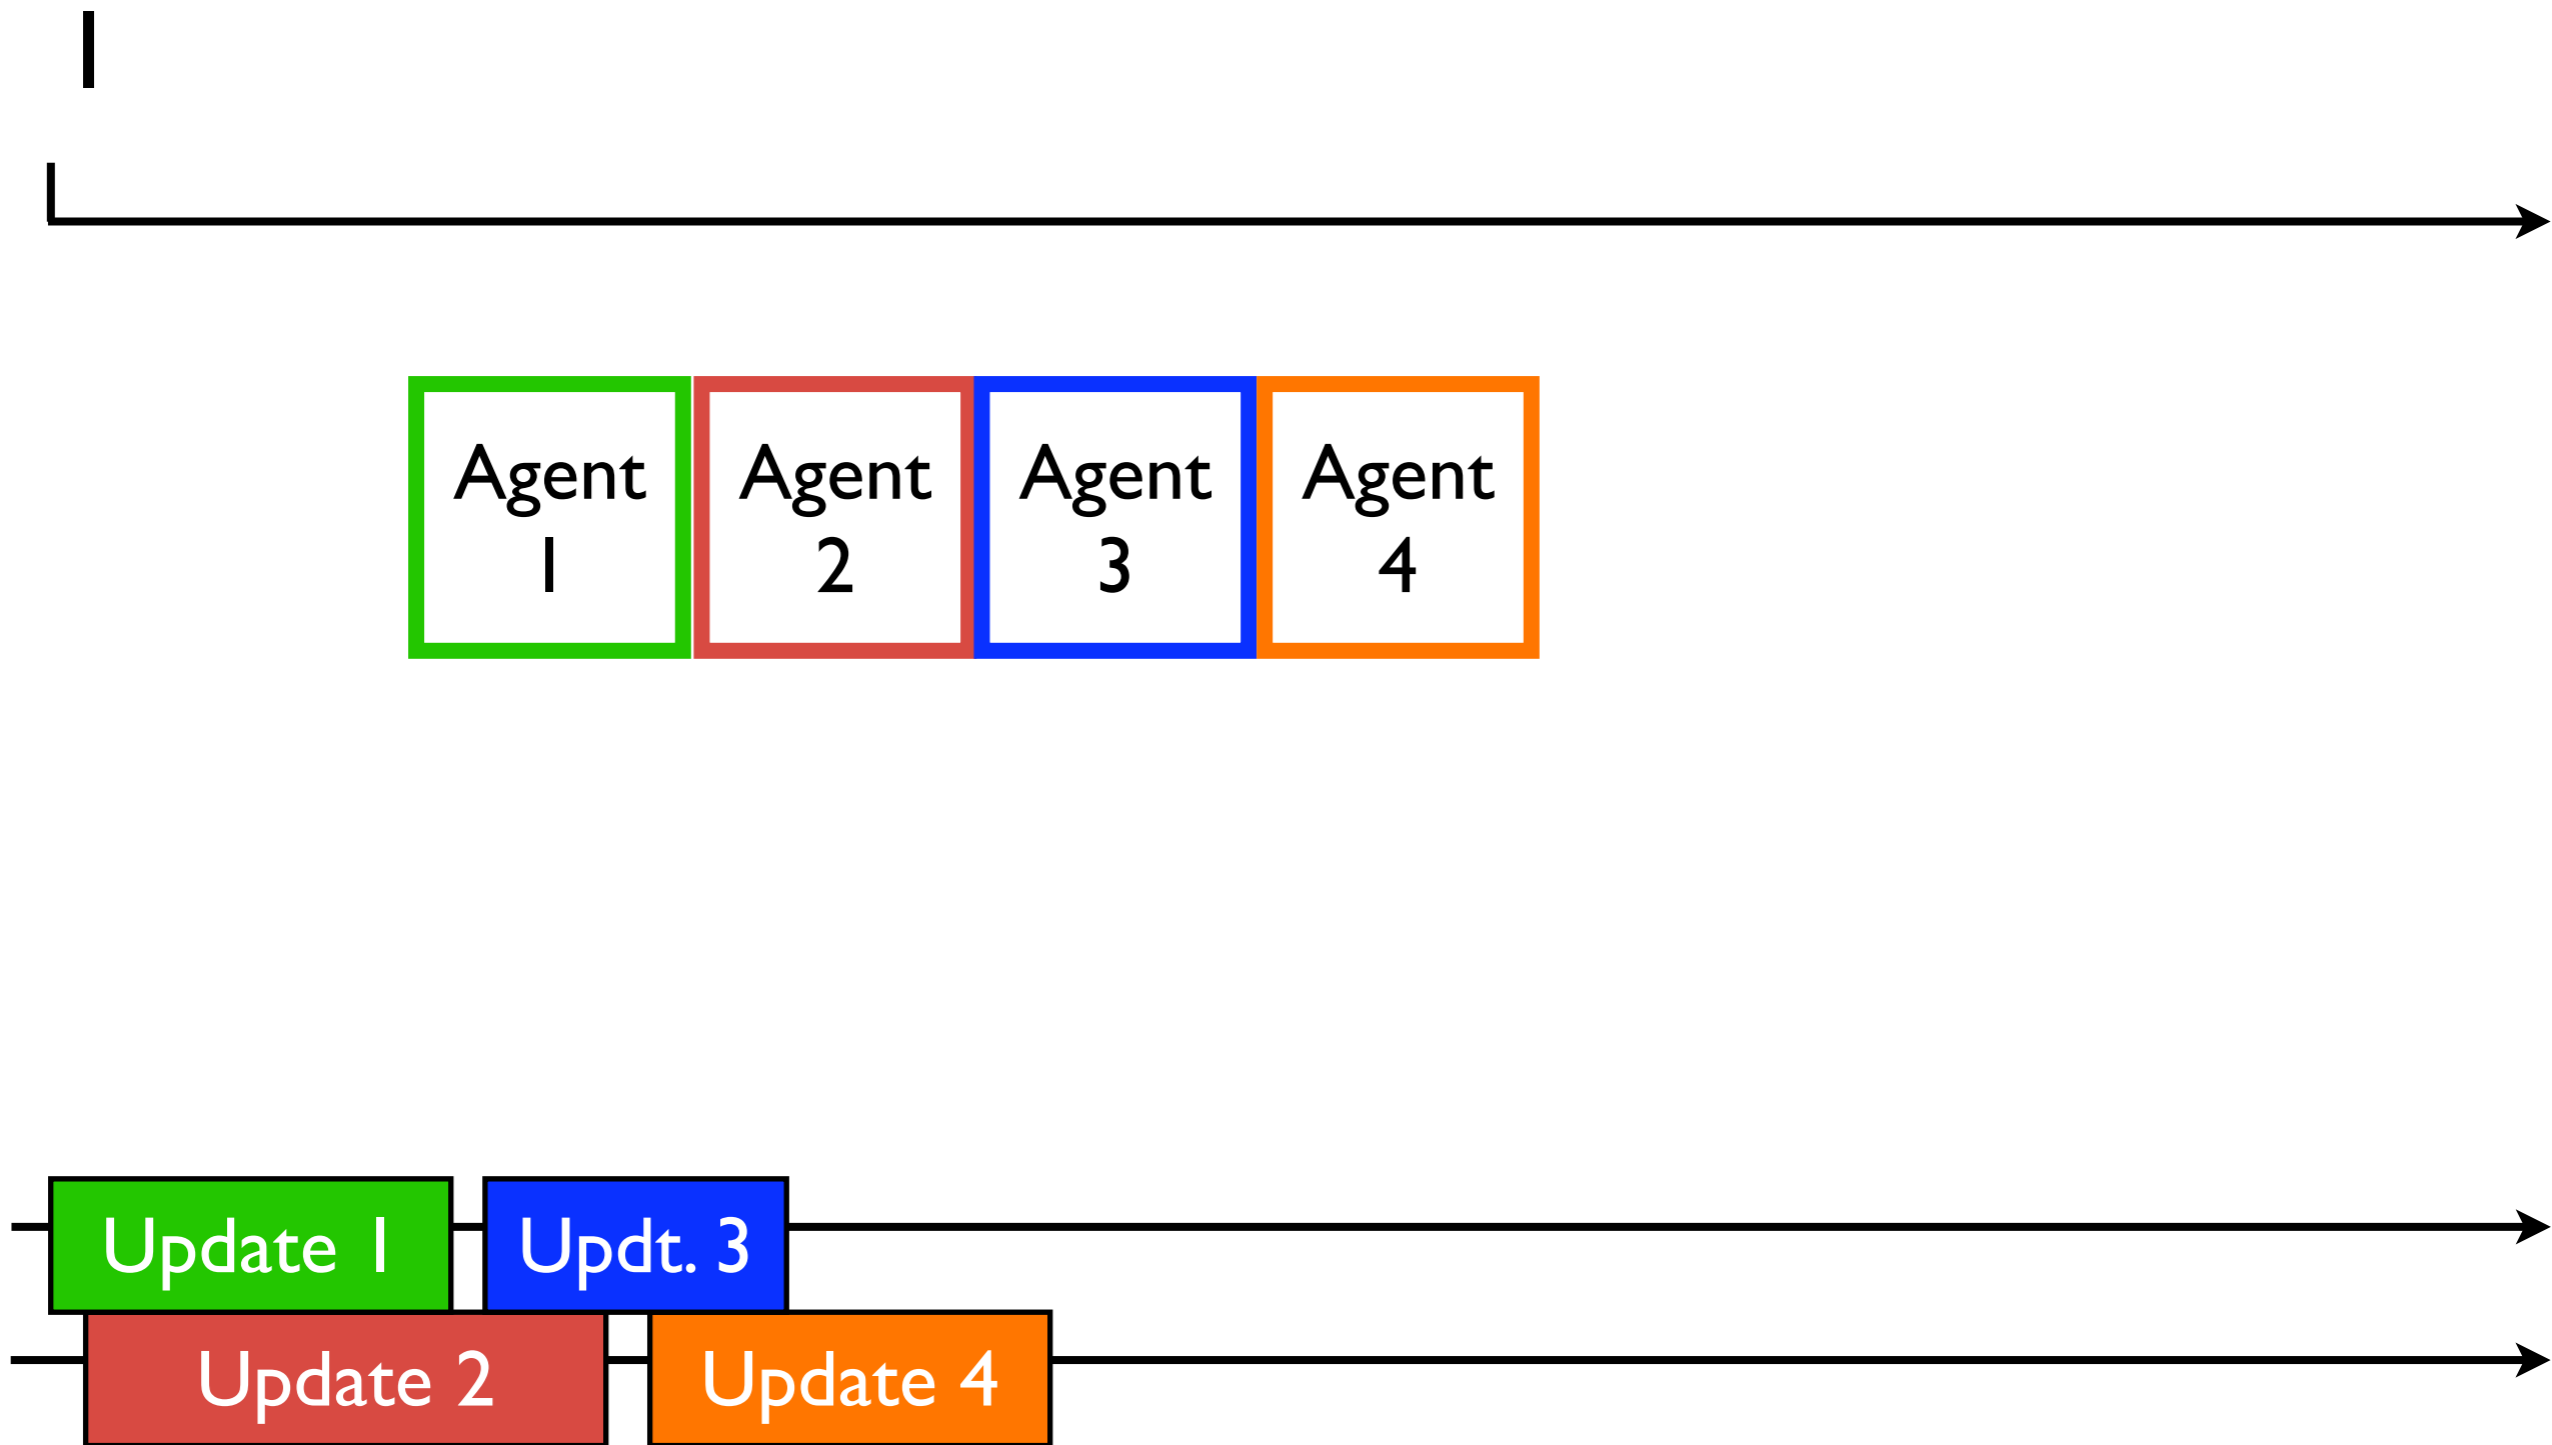 Agent
1
Agent
2
Agent
3
Agent
4
Update 1
Updt. 3
Update 2
Update 4